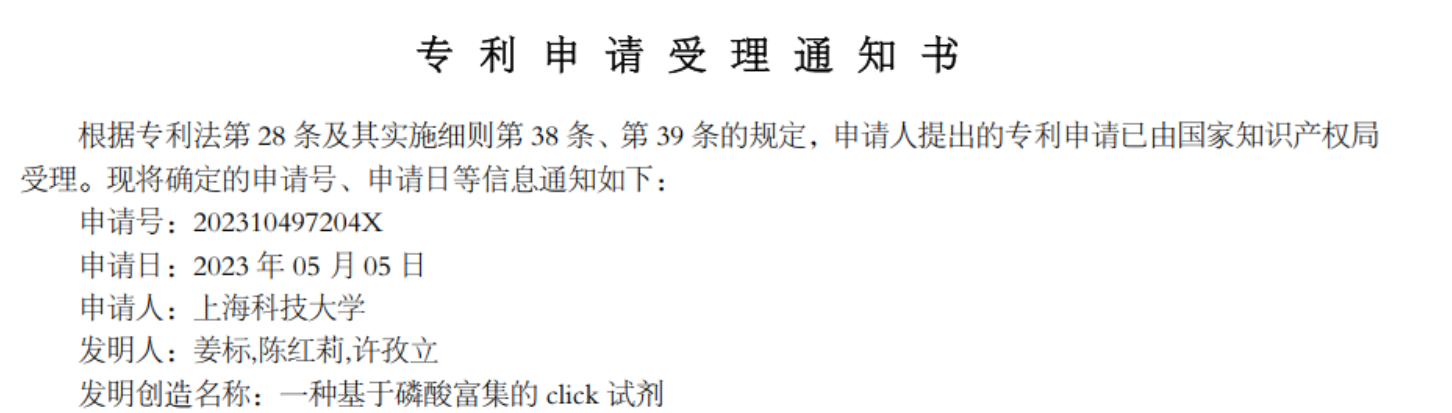 专利申请受理通知书
根据专利法第 28 条及其实施细则第 38 条、第 39 条的规定，申请人提出的专利申请已由国家知识产权局
受理。现将确定的申请号、申请日等信息通知如下：
申请号：202310497204X
申请日：2023 年 05 月 05 日
申请人：上海科技大学
发明人：姜标,陈红莉,许孜立
发明创造名称：一种基于磷酸富集的 click 试剂